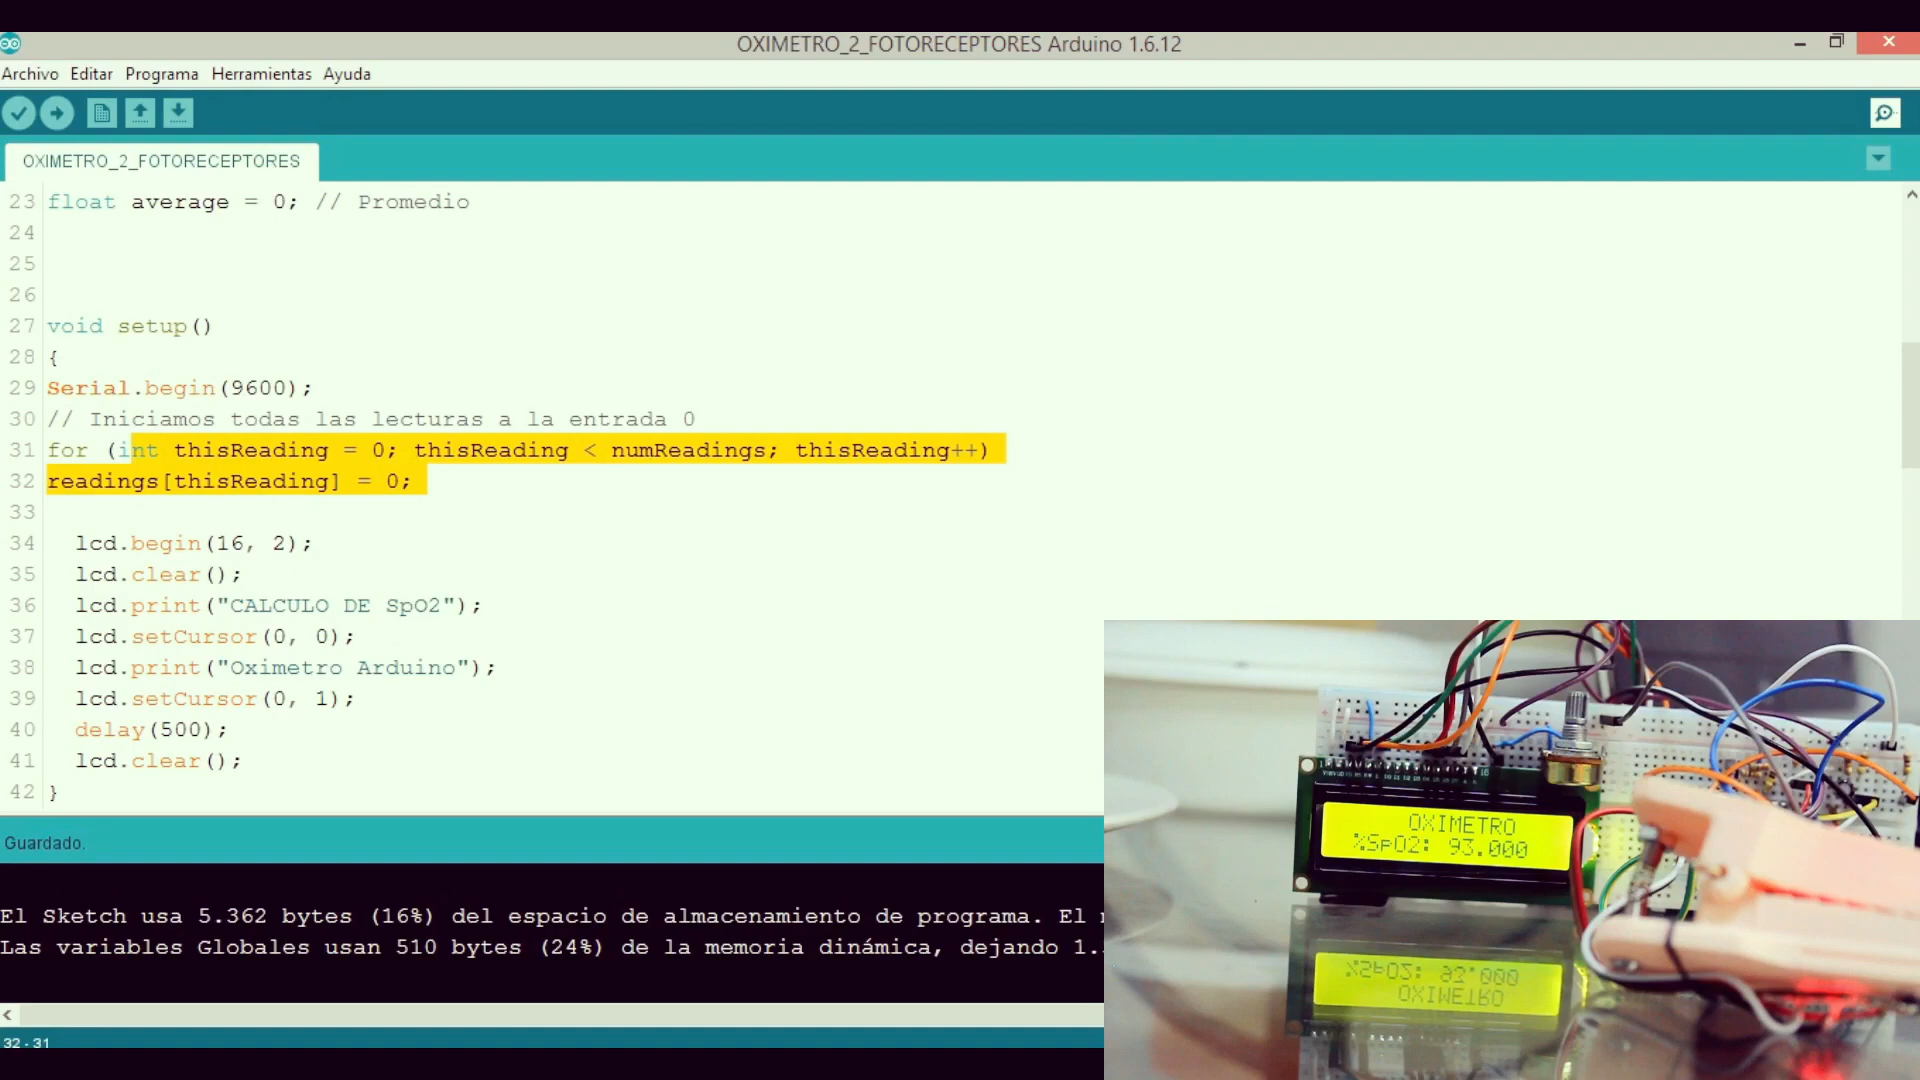 OXIMETRO_2_FOTORECEPTORES Arduino 1.6.12
Archivo Editar Programa Herramientas Ayuda
OXIMETRO_2_FOTORECEPTORES
23 float average = 0; // Promedio
24
25
26
27 void setup()
28 {
29 Serial.begin(9600);
30 // Iniciamos todas las lecturas a la entrada 0
31 for (int thisReading = 0; thisReading < numReadings; thisReading++)
32 readings[thisReading] = 0;
33
34 lcd.begin(16, 2);
35 lcd.clear();
36 lcd.print("CALCULO DE SpO2");
37 lcd.setCursor(0, 0);
38 lcd.print("Oximetro Arduino");
39 lcd.setCursor(0, 1);
40 delay(500);
41 lcd.clear();
42 }
Guardado.
El Sketch usa 5.362 bytes (16%) del espacio de almacenamiento de programa. El
Las variables Globales usan 510 bytes (24%) de la memoria dinámica, dejando 1.
32 - 31
OXIMETRO
%SpO2: 93.000